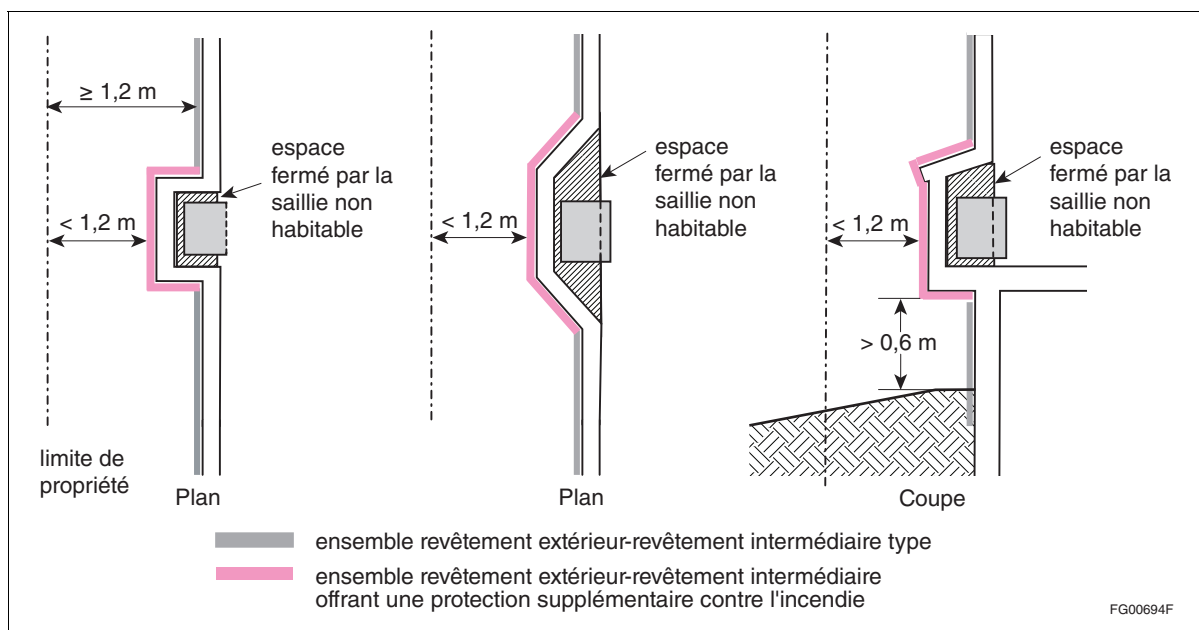 ≥ 1,2 m
espace
fermé par la
saillie non
habitable
< 1,2 m
limite de
propriété
Plan
espace
fermé par la
saillie non
habitable
< 1,2 m
Plan
espace
fermé par la
saillie non
habitable
< 1,2 m
> 0,6 m
Coupe
ensemble revêtement extérieur-revêtement intermédiaire type
ensemble revêtement extérieur-revêtement intermédiaire
offrant une protection supplémentaire contre l'incendie
FG00694F